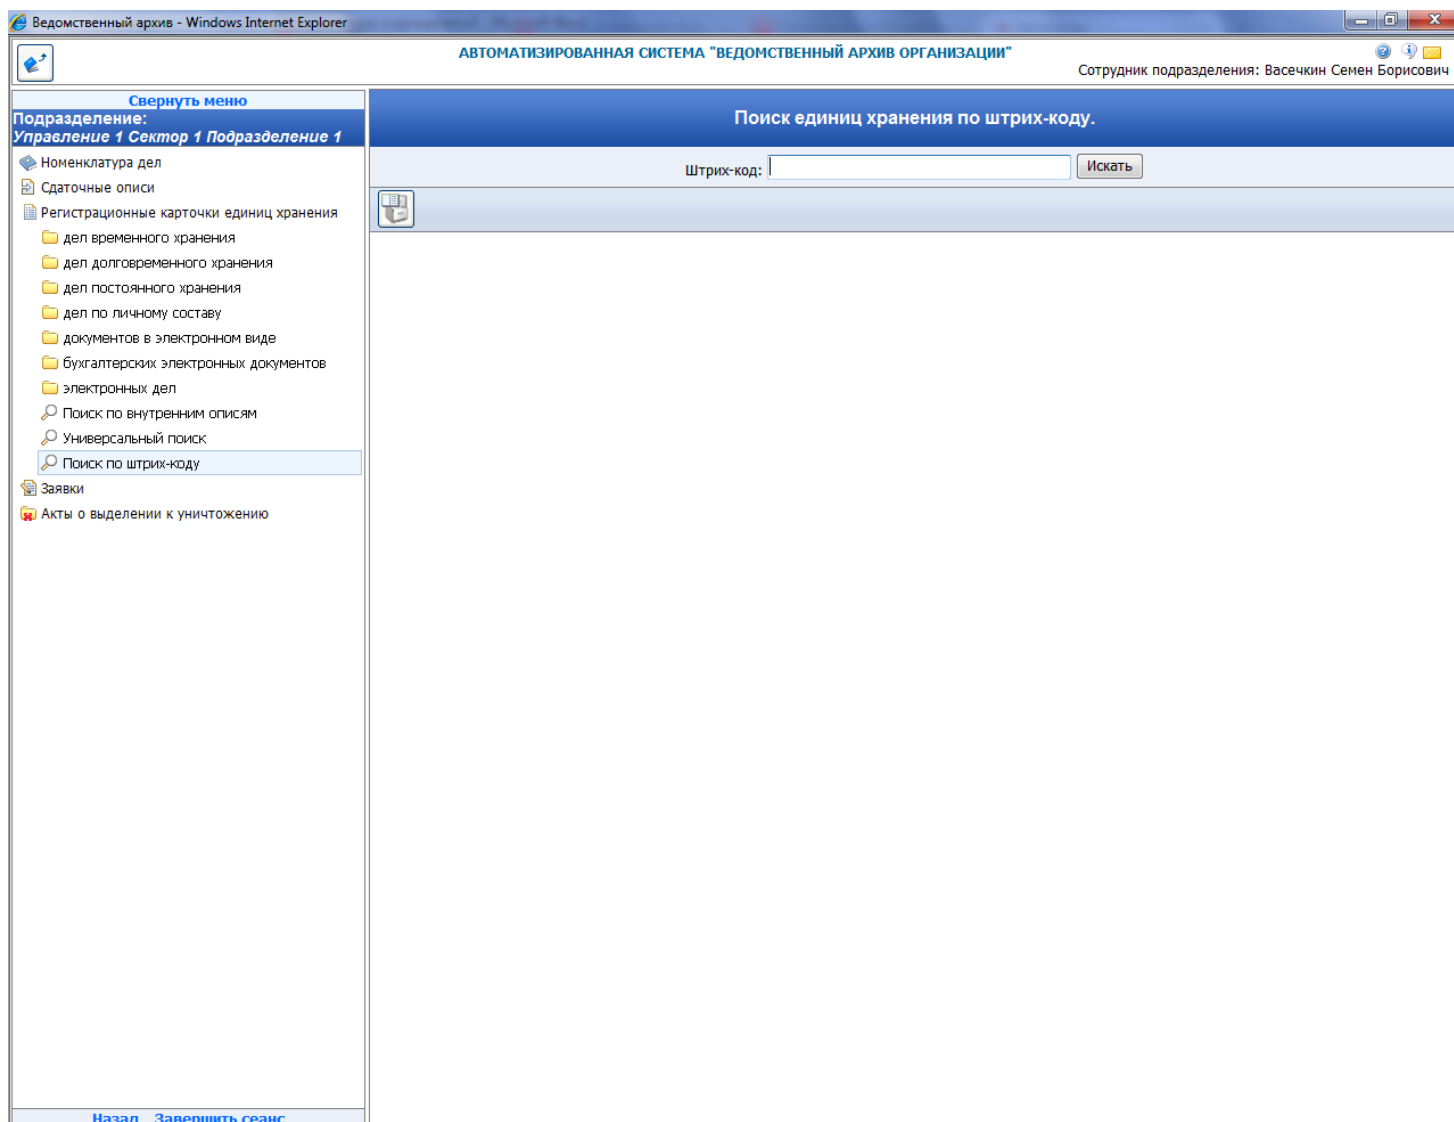 Ведомственный архив - Windows Internet Explorer
АВТОМАТИЗИРОВАННАЯ СИСТЕМА "ВЕДОМСТВЕННЫЙ АРХИВ ОРГАНИЗАЦИИ"
Сотрудник подразделения: Васечкин Семен Борисович
Свернуть меню
Подразделение:
Управление 1 Сектор 1 Подразделение 1
Номенклатура дел
Сдаточные описи
Регистрационные карточки единиц хранения
дел временного хранения
дел долговременного хранения
дел постоянного хранения
дел по личному составу
документов в электронном виде
бухгалтерских электронных документов
электронных дел
Поиск по внутренним описям
Универсальный поиск
Поиск по штрих-коду
Заявки
Акты о выделении к уничтожению
Назад Завершить сеанс
Поиск единиц хранения по штрих-коду.
Штрих-код: Искать